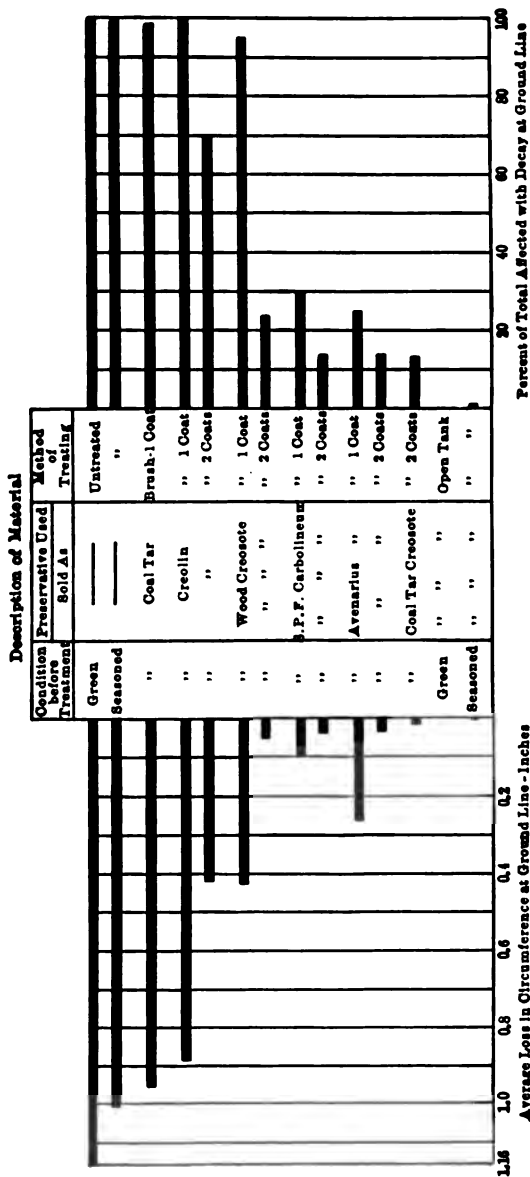 Description of Material
Condition before Treatment | Preservative Used Sold As | Method of Treating
Green | —— | Untreated
Seasoned | —— | "
" | Coal Tar | Brush-1 Coat
" | Creolin | " 1 Coat
" | " | " 2 Coats
" | Wood Creosote | " 1 Coat
" | " " " | " 2 Coats
" | S.P.F. Carbolineum | " 1 Coat
" | " " " | " 2 Coats
" | Avenarius " | " 1 Coat
" | " " | " 2 Coats
" | Coal Tar Creosote | " 2 Coats
Green | " " " | Open Tank
Seasoned | " " " | " "
1.16 1.0 0.8 0.6 0.4 0.2
Average Loss in Circumference at Ground Line - Inches
20 40 60 80 100
Percent of Total Affected with Decay at Ground Line